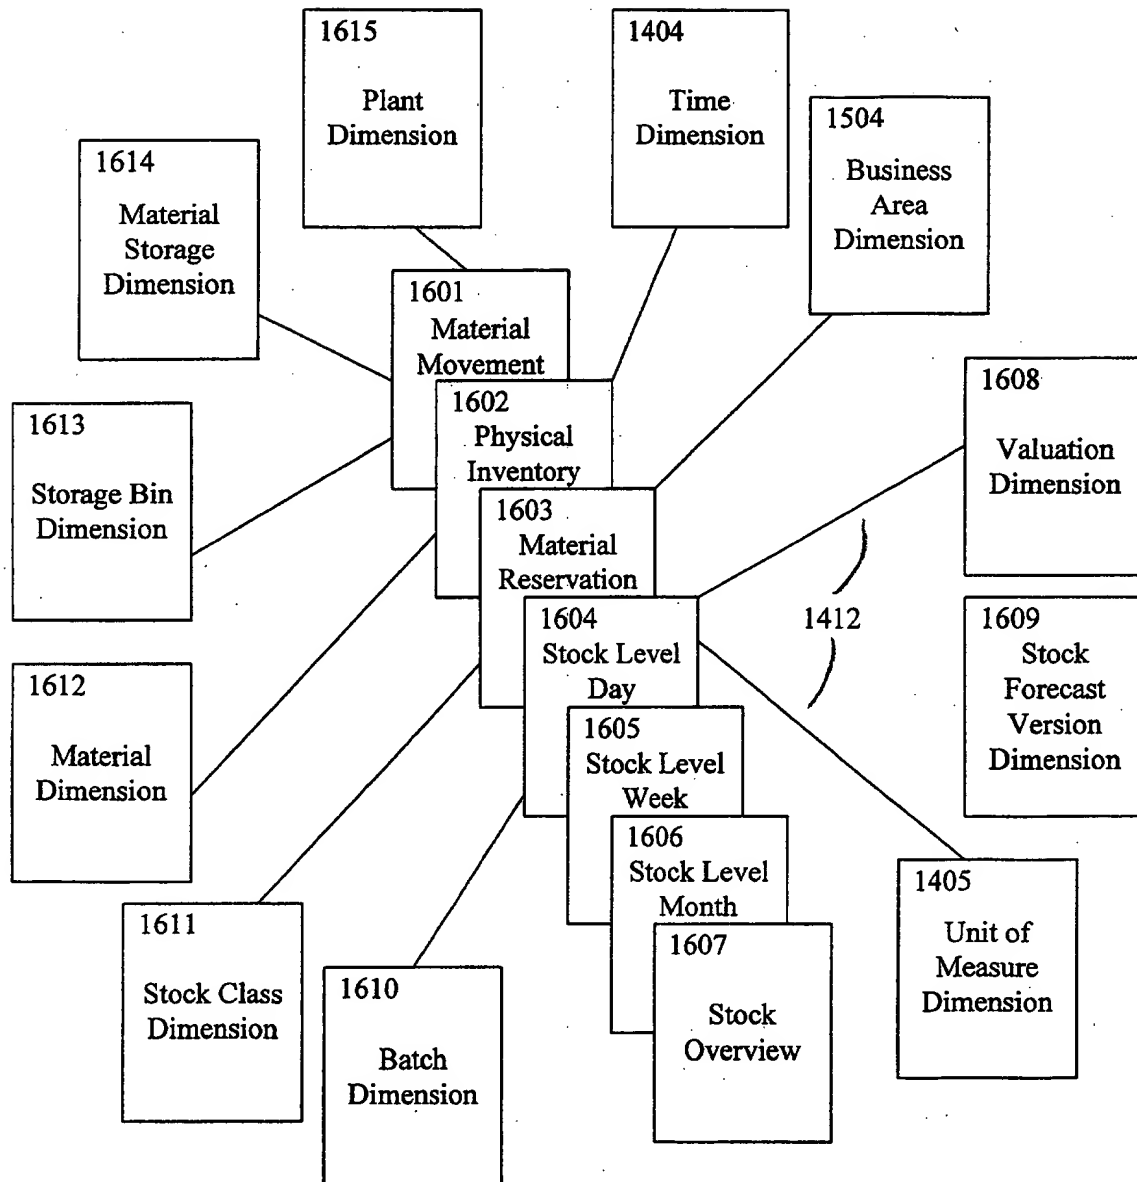 1615
Plant
Dimension
1404
Time
Dimension
1504
Business
Area
Dimension
1614
Material
Storage
Dimension
1601
Material
Movement
1602
Physical
Inventory
1608
Valuation
Dimension
1613
Storage Bin
Dimension
1603
Material
Reservation
1604
Stock Level
Day
1412
1609
Stock
Forecast
Version
Dimension
1612
Material
Dimension
1605
Stock Level
Week
1606
Stock Level
Month
1405
Unit of
Measure
Dimension
1611
Stock Class
Dimension
1610
Batch
Dimension
1607
Stock
Overview